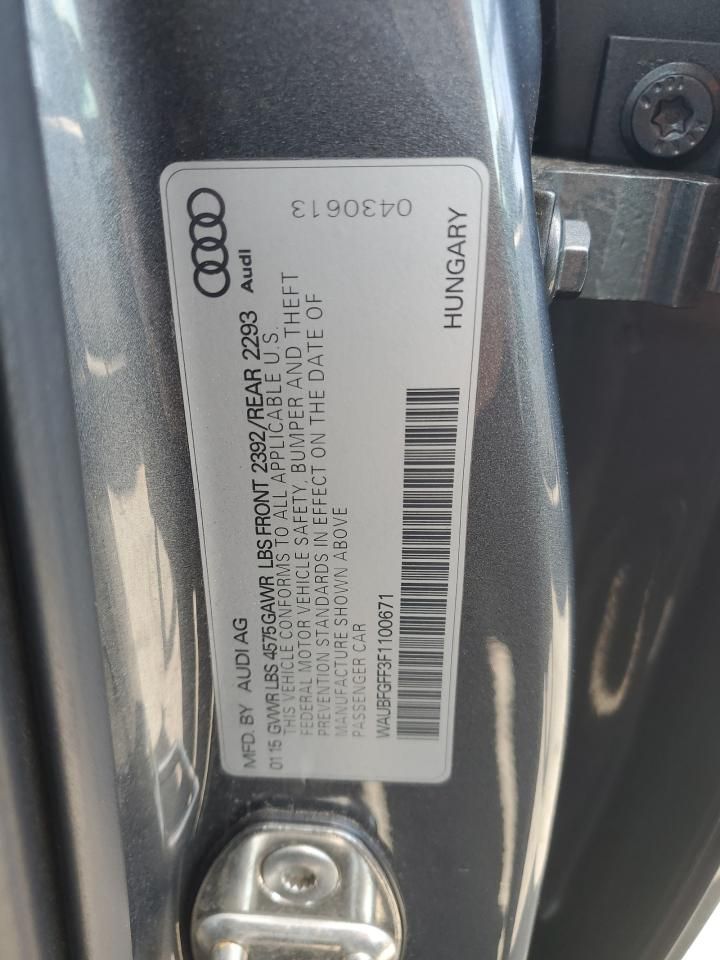 MFD. BY AUDI AG
Audi
01 15 GVWR LBS 4575 GAWR LBS FRONT 2392/REAR 2293
THIS VEHICLE CONFORMS TO ALL APPLICABLE U.S.
FEDERAL MOTOR VEHICLE SAFETY, BUMPER AND THEFT
PREVENTION STANDARDS IN EFFECT ON THE DATE OF
MANUFACTURE SHOWN ABOVE
PASSENGER CAR
0430613
WAUBFGFF3F1100671
HUNGARY